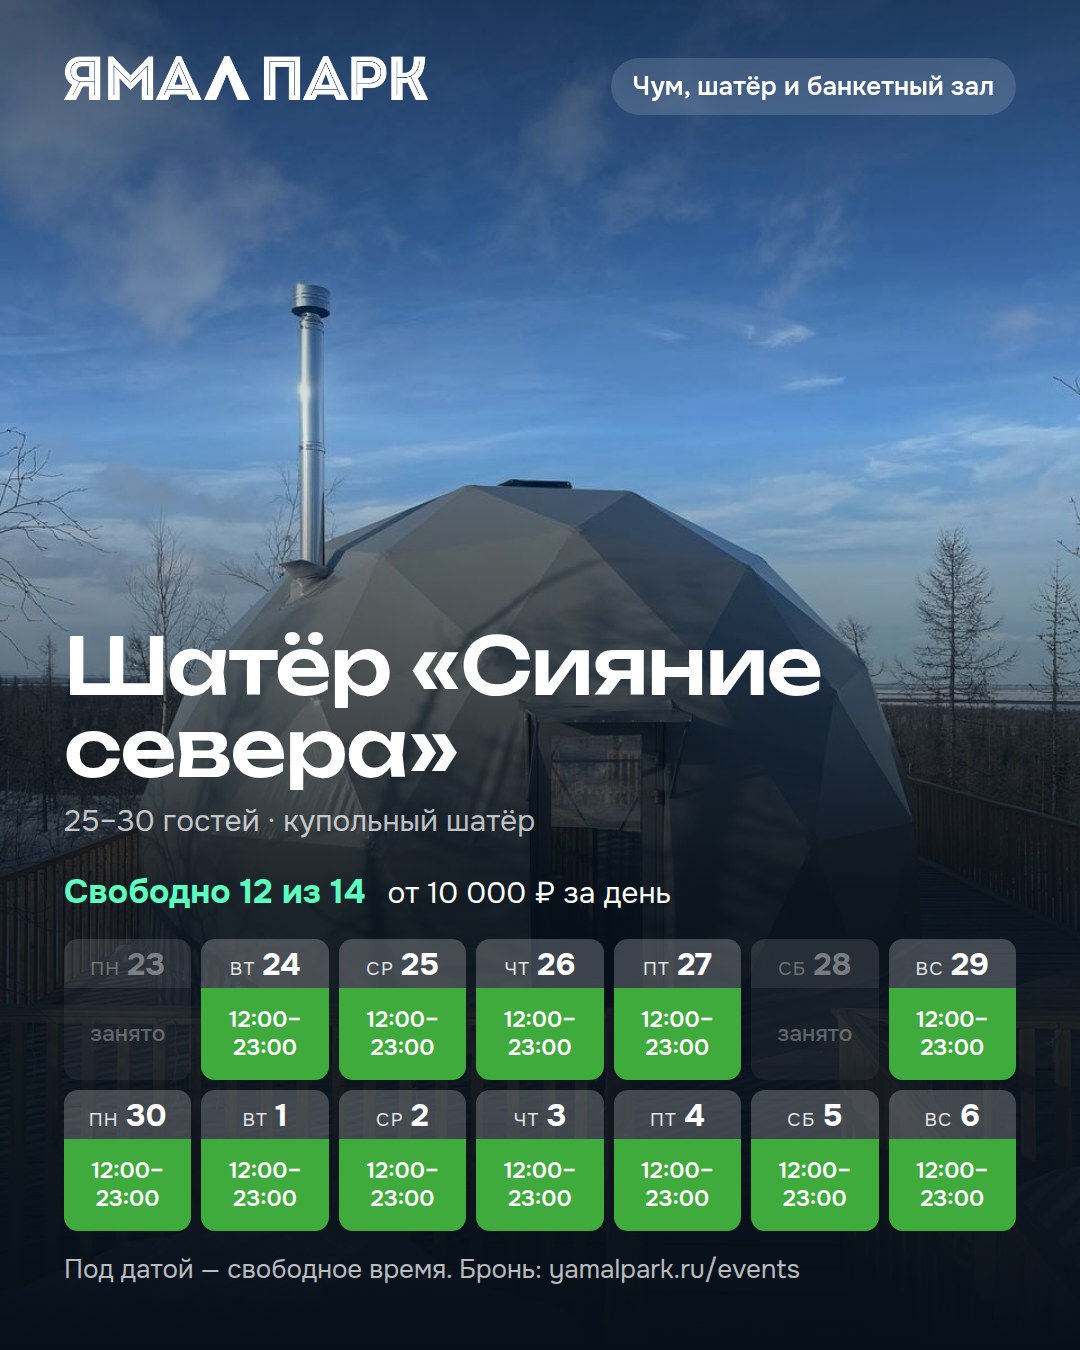 ЯМАЛ ПАРК
Чум, шатёр и банкетный зал
Шатёр «Сияние
севера»
25–30 гостей · купольный шатёр
Свободно 12 из 14 от 10 000 ₽ за день
ПН 23 ВТ 24 СР 25 ЧТ 26 ПТ 27 СБ 28 ВС 29
занято 12:00–23:00 12:00–23:00 12:00–23:00 12:00–23:00 занято 12:00–23:00
ПН 30 ВТ 1 СР 2 ЧТ 3 ПТ 4 СБ 5 ВС 6
12:00–23:00 12:00–23:00 12:00–23:00 12:00–23:00 12:00–23:00 12:00–23:00 12:00–23:00
Под датой — свободное время. Бронь: yamalpark.ru/events